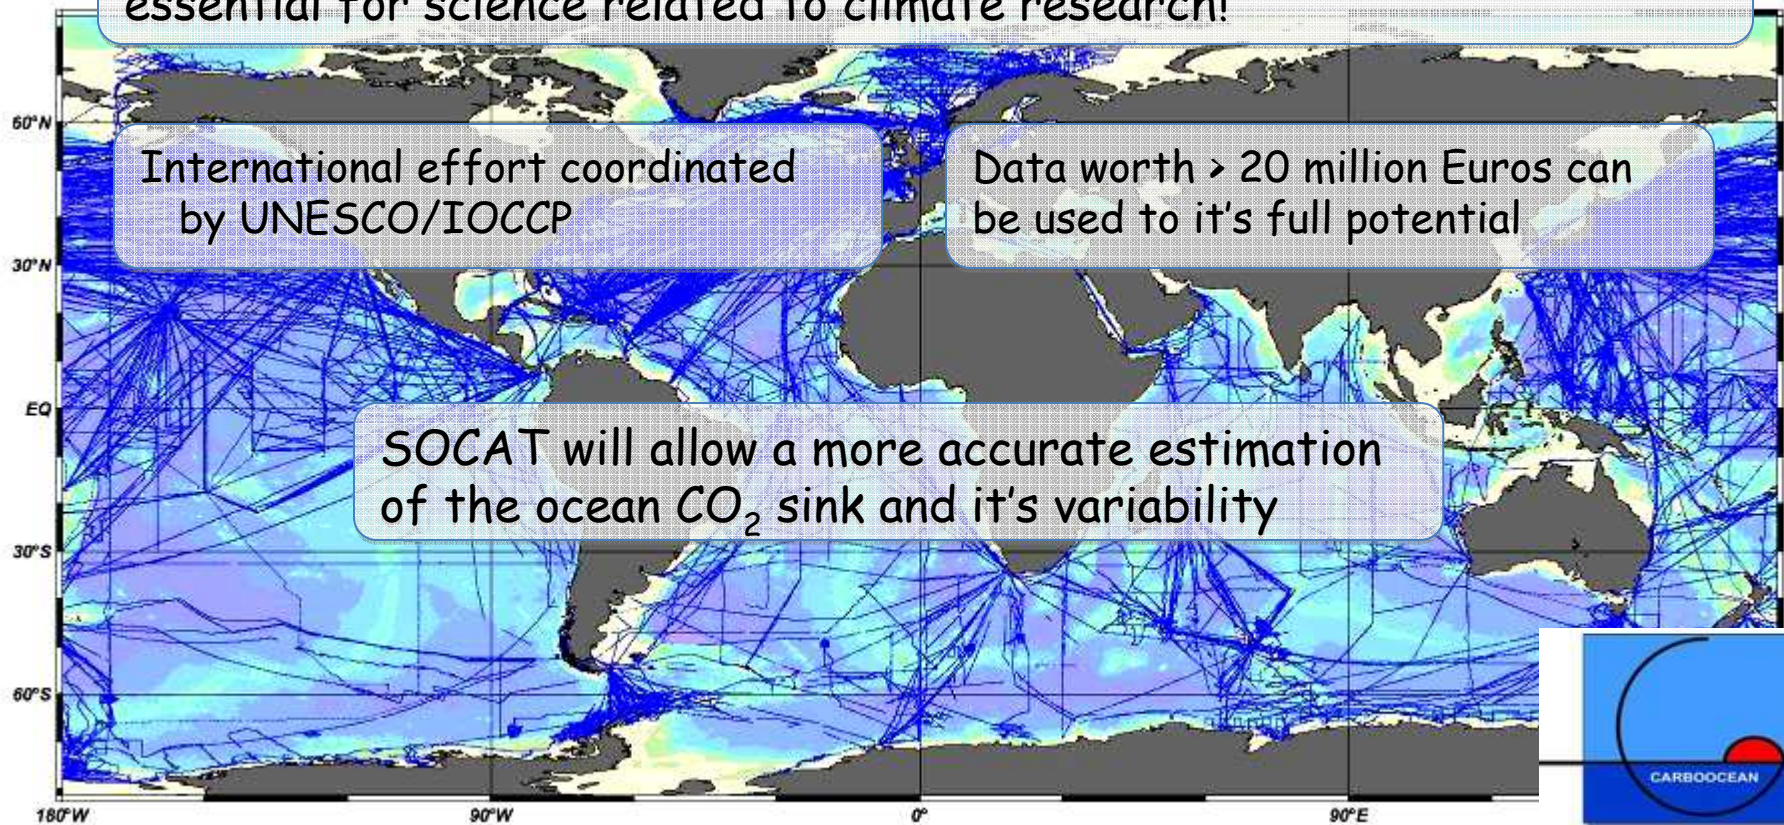 essential for science related to climate research!
60°N
International effort coordinated
by UNESCO/IOCCP
Data worth > 20 million Euros can
be used to it's full potential
30°N
EQ
SOCAT will allow a more accurate estimation
of the ocean CO₂ sink and it's variability
30°S
60°S
CARBOOCEAN
180°W
90°W
0°
90°E